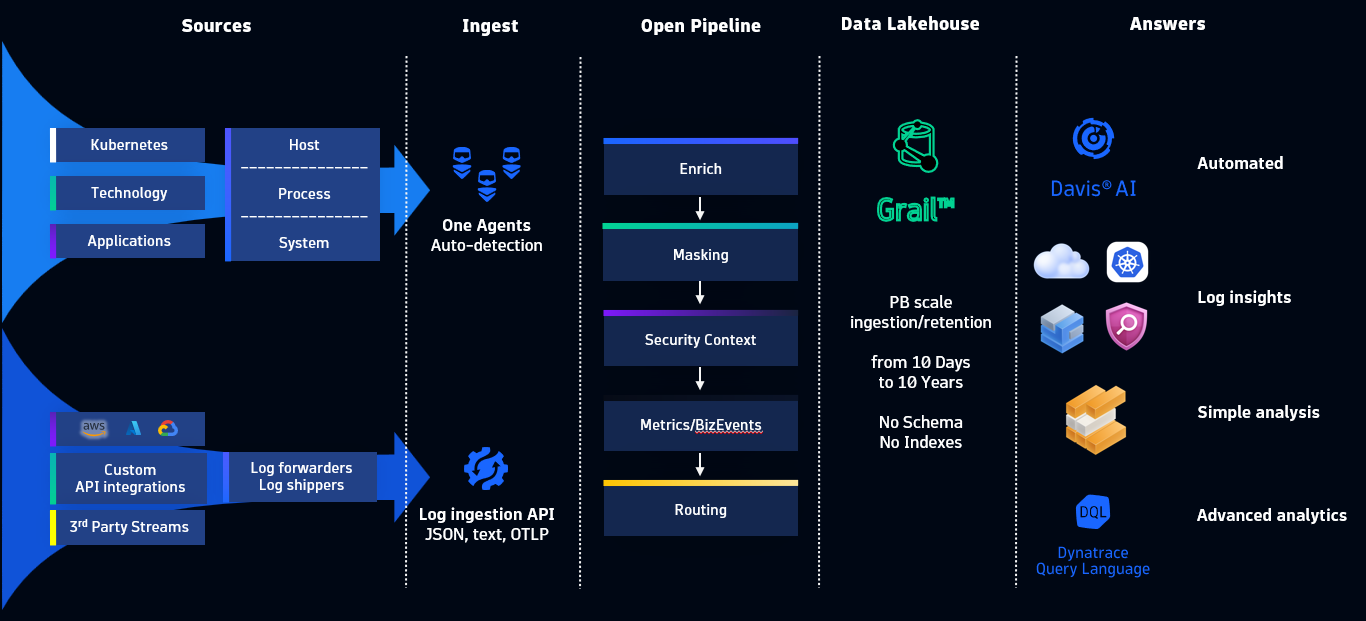 Sources
Ingest
Open Pipeline
Data Lakehouse
Answers
Kubernetes
Technology
Applications
Host
Process
System
aws
Custom
API integrations
3rd Party Streams
Log forwarders
Log shippers
One Agents
Auto-detection
Log ingestion API
JSON, text, OTLP
Enrich
Masking
Security Context
Metrics/BizEvents
Routing
Grail™
PB scale
ingestion/retention
from 10 Days
to 10 Years
No Schema
No Indexes
Davis® AI
Automated
Log insights
Simple analysis
DQL
Dynatrace
Query Language
Advanced analytics